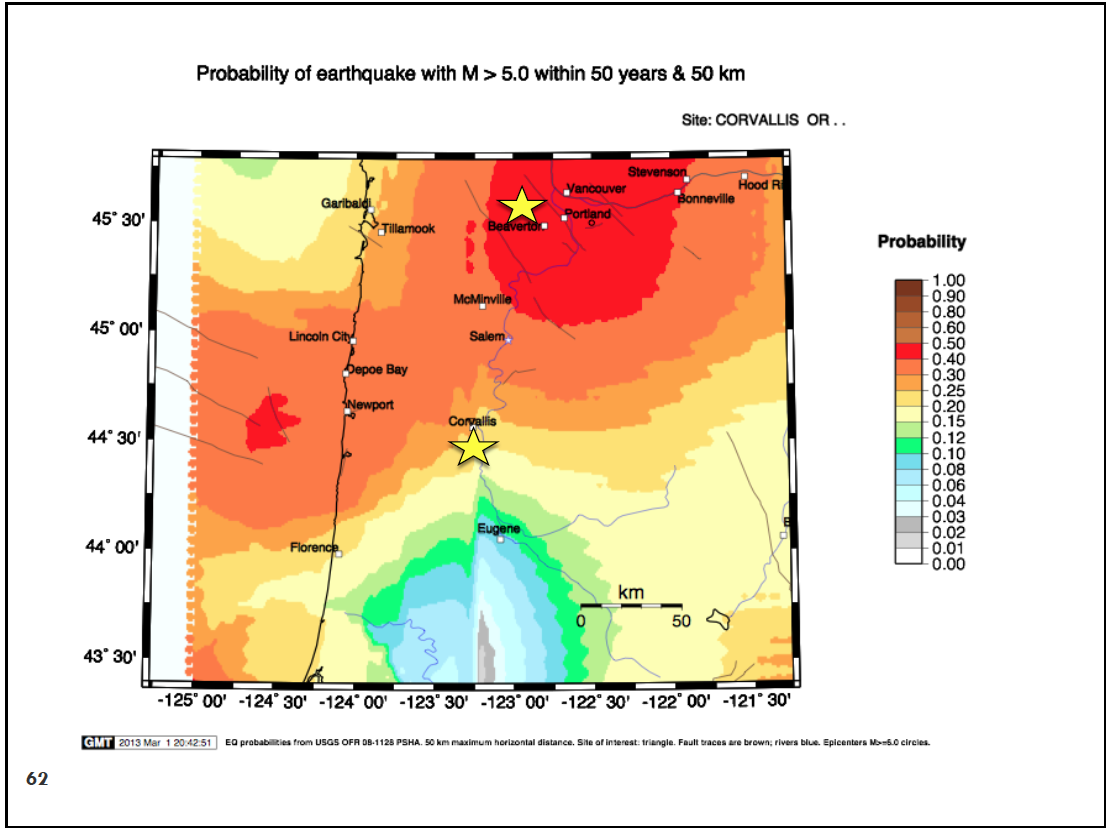 Probability of earthquake with M > 5.0 within 50 years & 50 km
Site: CORVALLIS OR . .
Stevenson
Vancouver
Hood Ri
Bonneville
Garibaldi
Portland
45˚ 30'
Beaverton
Tillamook
Probability
1.00
0.90
0.80
0.60
0.50
0.40
0.30
0.25
0.20
0.15
0.12
0.10
0.08
0.06
0.04
0.03
0.02
0.01
0.00
McMinville
45˚ 00'
Lincoln City
Salem
Depoe Bay
Newport
Corvallis
44˚ 30'
Eugene
B
44˚ 00'
Florence
km
0 50
43˚ 30'
-125˚ 00' -124˚ 30' -124˚ 00' -123˚ 30' -123˚ 00' -122˚ 30' -122˚ 00' -121˚ 30'
GMT 2013 Mar 1 20:42:51 EQ probabilities from USGS OFR 08-1128 PSHA. 50 km maximum horizontal distance. Site of interest: triangle. Fault traces are brown; rivers blue. Epicenters M>=6.0 circles.
62